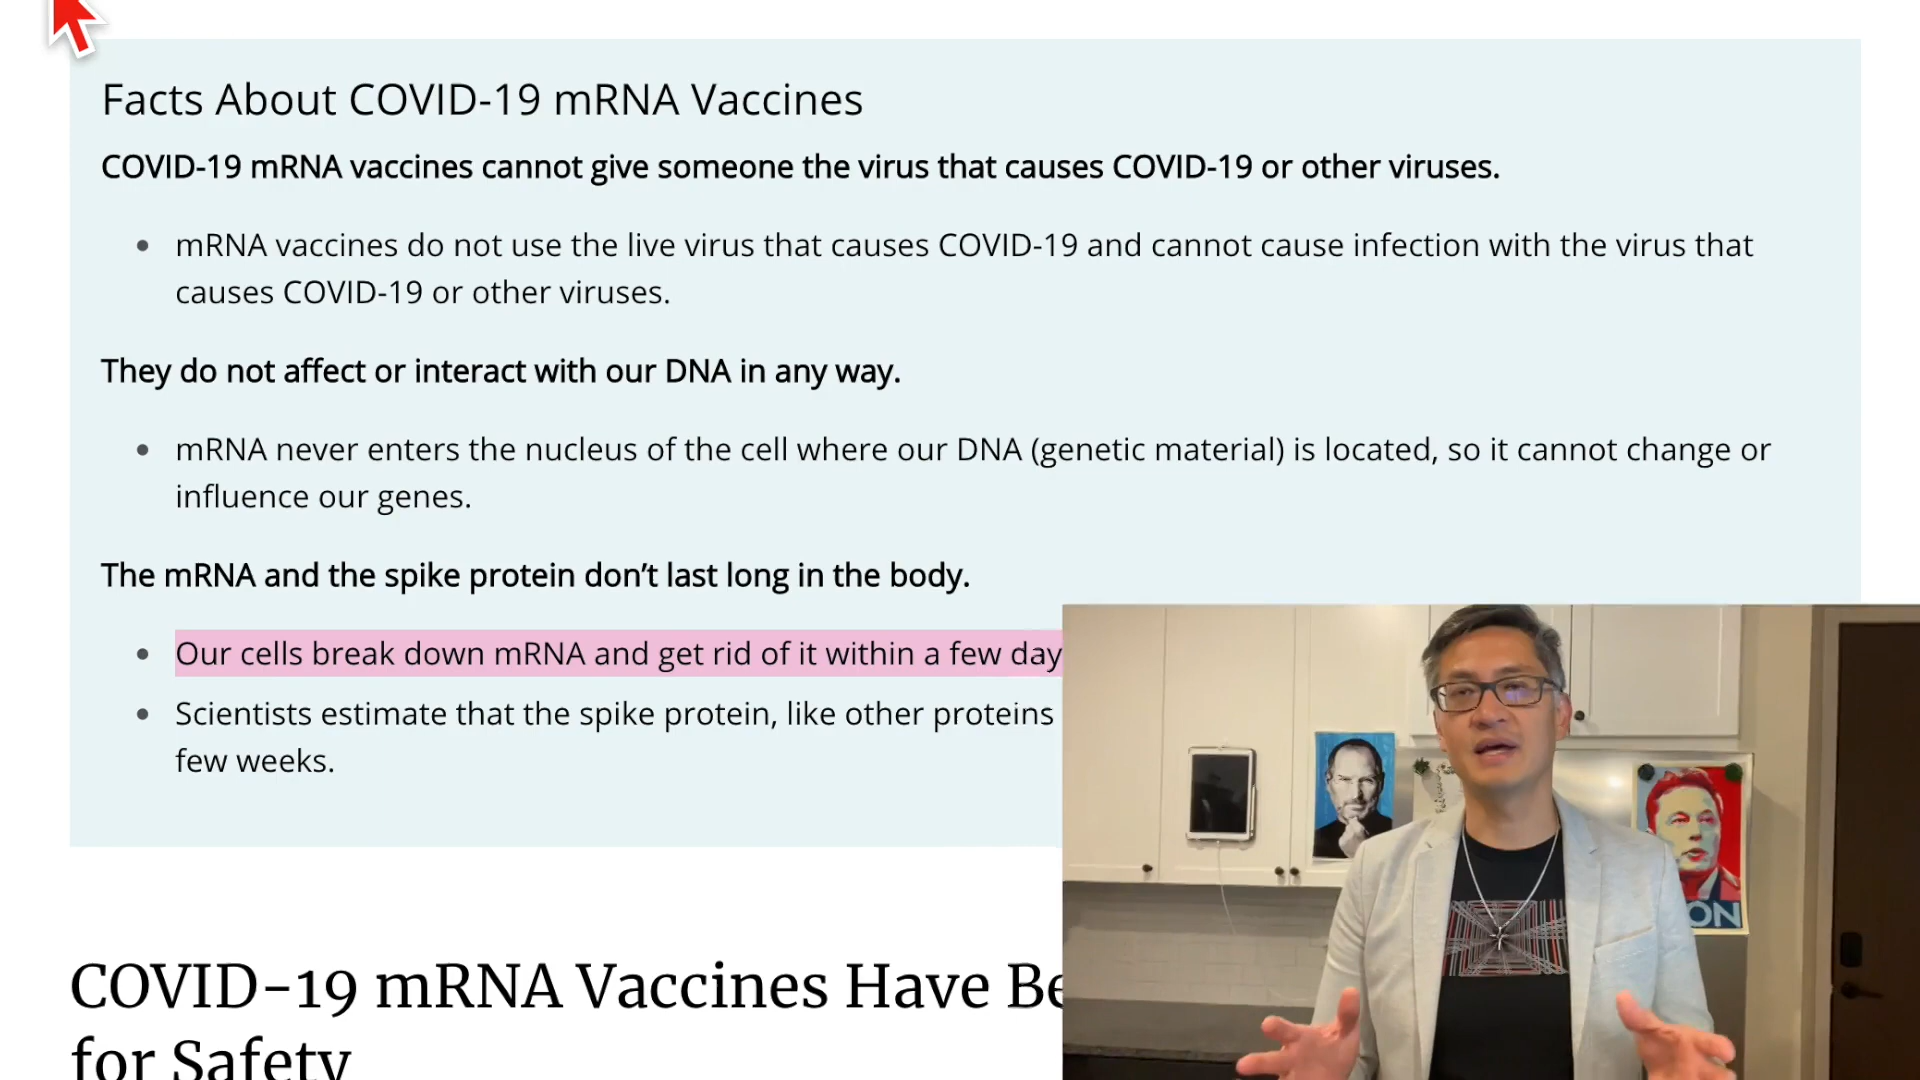 Facts About COVID-19 mRNA Vaccines
COVID-19 mRNA vaccines cannot give someone the virus that causes COVID-19 or other viruses.
mRNA vaccines do not use the live virus that causes COVID-19 and cannot cause infection with the virus that
causes COVID-19 or other viruses.
They do not affect or interact with our DNA in any way.
mRNA never enters the nucleus of the cell where our DNA (genetic material) is located, so it cannot change or
influence our genes.
The mRNA and the spike protein don’t last long in the body.
Our cells break down mRNA and get rid of it within a few day
Scientists estimate that the spike protein, like other proteins
few weeks.
ON
COVID-19 mRNA Vaccines Have Be
for Safety